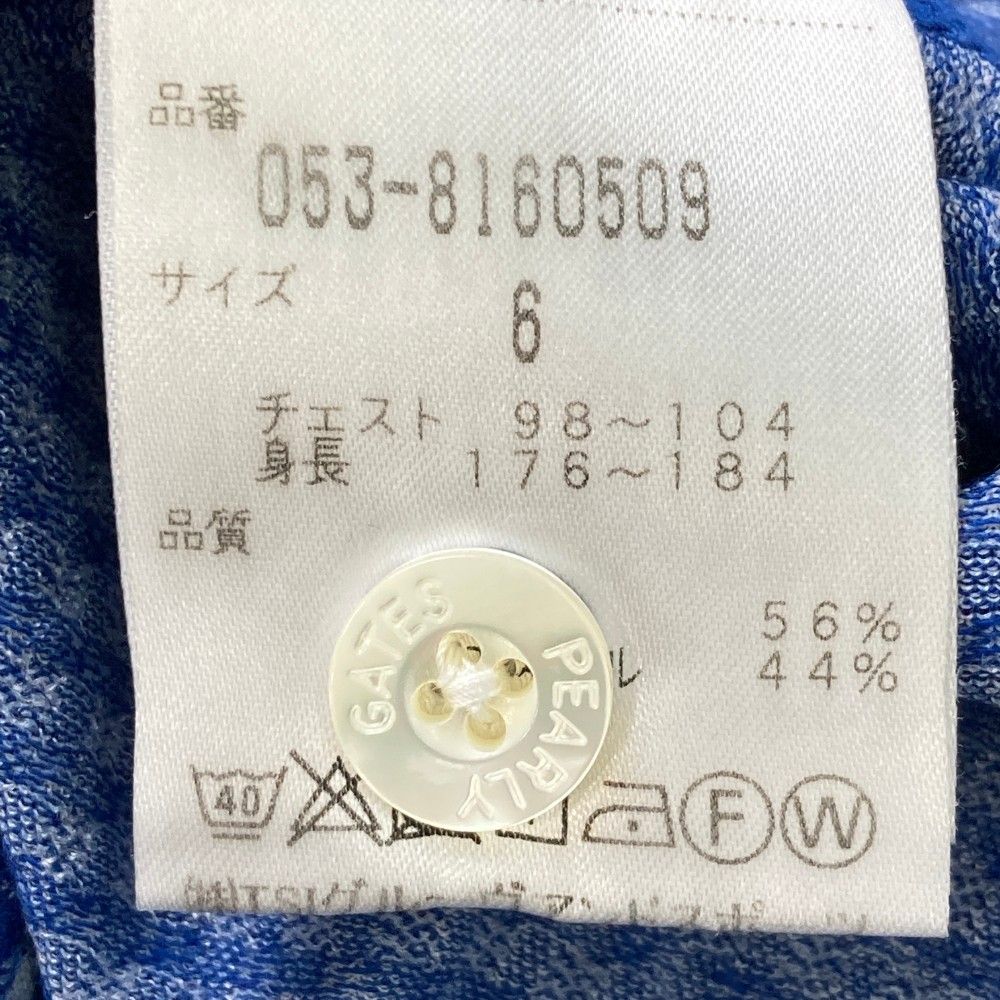 品番
053-8160509
サイズ
6
チェスト 98～104
身長 176～184
品質
56%
ル 44%
GATES
PEARLY
40
F W